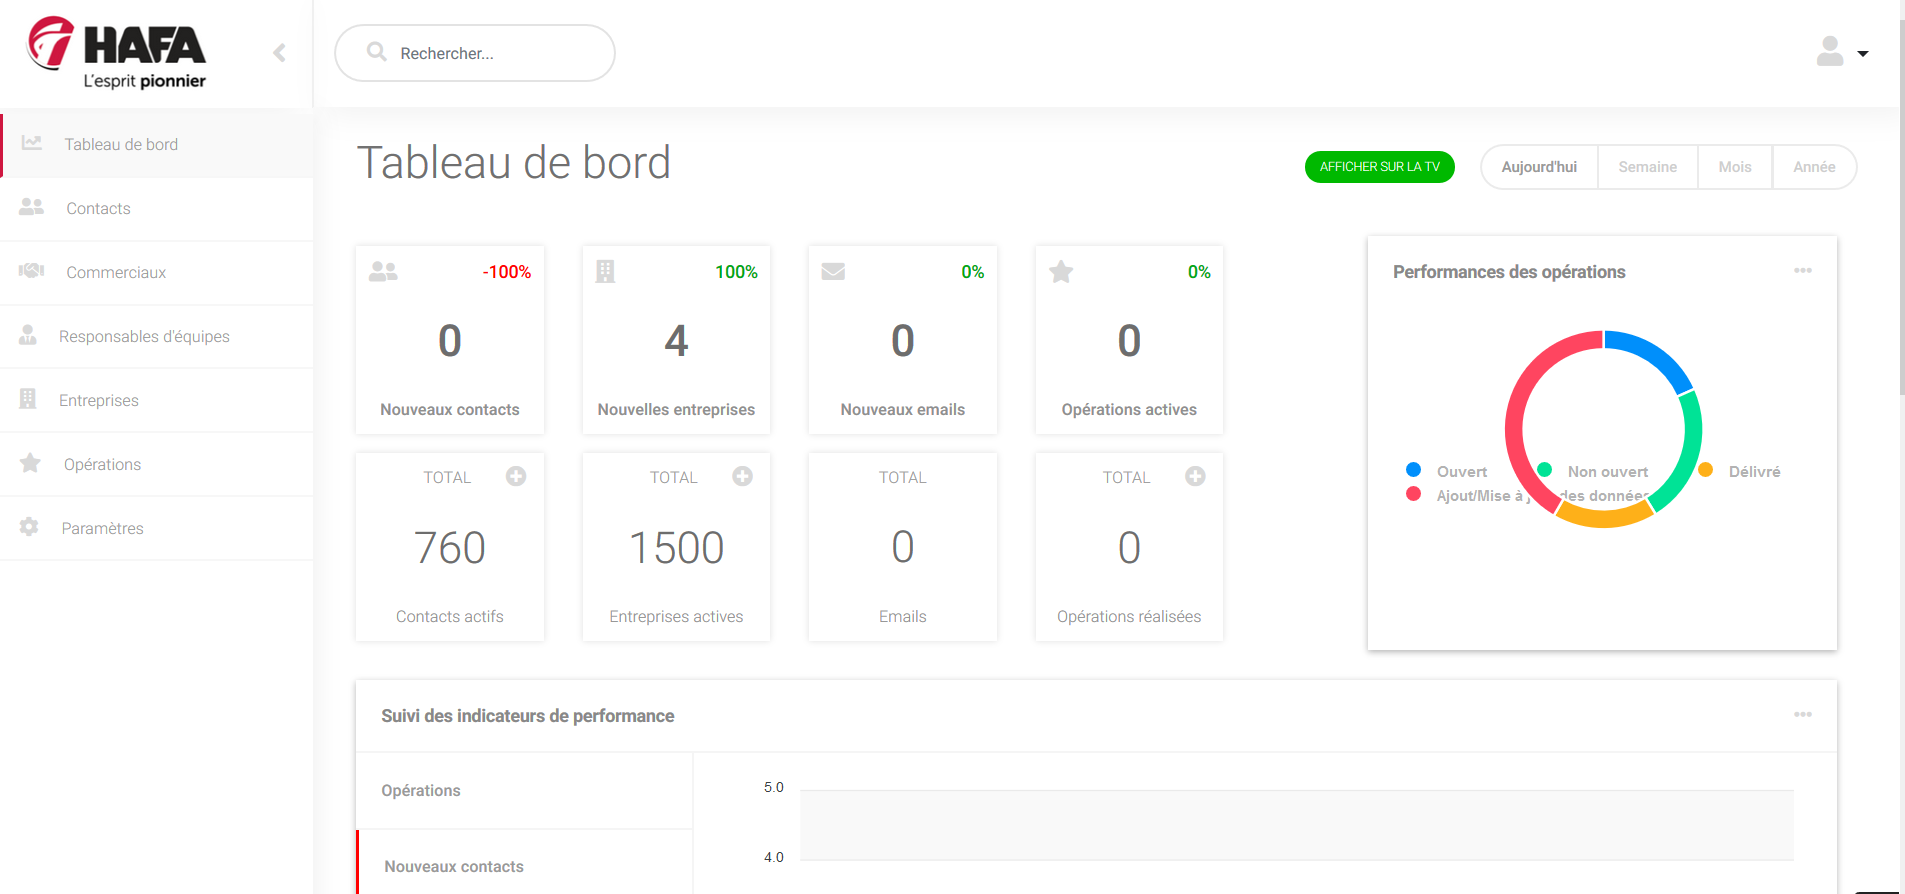 HAFA
L'esprit pionnier
Rechercher...
Tableau de bord
Contacts
Commerciaux
Responsables d'équipes
Entreprises
Opérations
Paramètres
Tableau de bord
AFFICHER SUR LA TV
Aujourd'hui Semaine Mois Année
-100%
0
Nouveaux contacts
100%
4
Nouvelles entreprises
0%
0
Nouveaux emails
0%
0
Opérations actives
TOTAL
760
Contacts actifs
TOTAL
1500
Entreprises actives
TOTAL
0
Emails
TOTAL
0
Opérations réalisées
Performances des opérations
Ouvert Non ouvert Délivré
Ajout/Mise à des données
Suivi des indicateurs de performance
Opérations
Nouveaux contacts
5.0
4.0